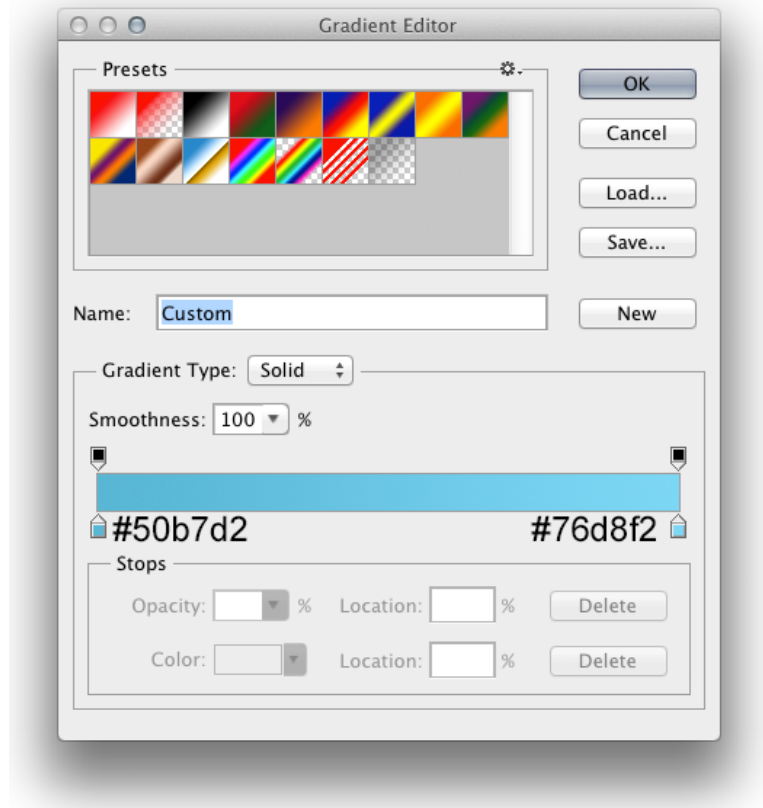 Gradient Editor
Presets
OK
Cancel
Load...
Save...
Name: Custom
New
Gradient Type: Solid
Smoothness: 100 %
#50b7d2 #76d8f2
Stops
Opacity: % Location: % Delete
Color: Location: % Delete